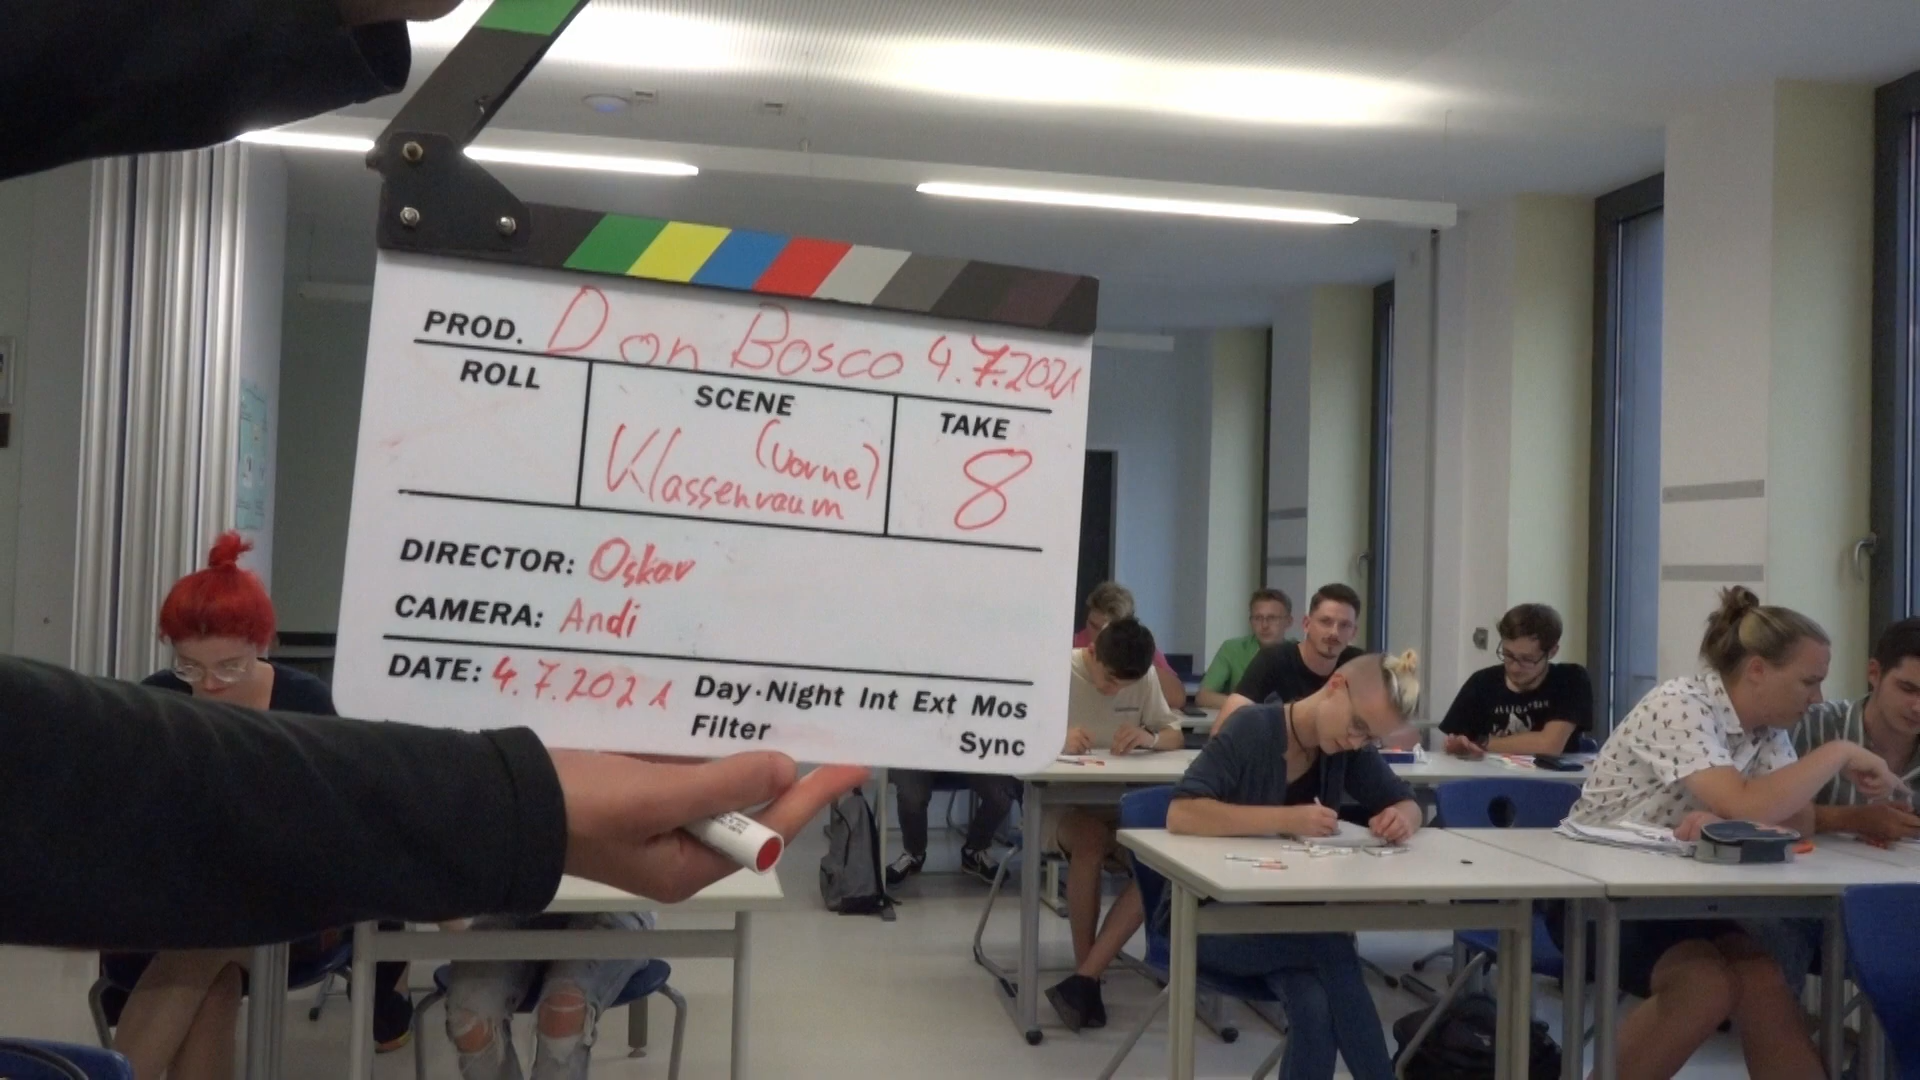 PROD. Don Bosco 4.7.2021
ROLL
SCENE
TAKE
(vorne)
Klassenraum
8
DIRECTOR: Oskar
CAMERA: Andi
DATE: 4.7.2021
Day·Night Int Ext Mos
Filter
Sync